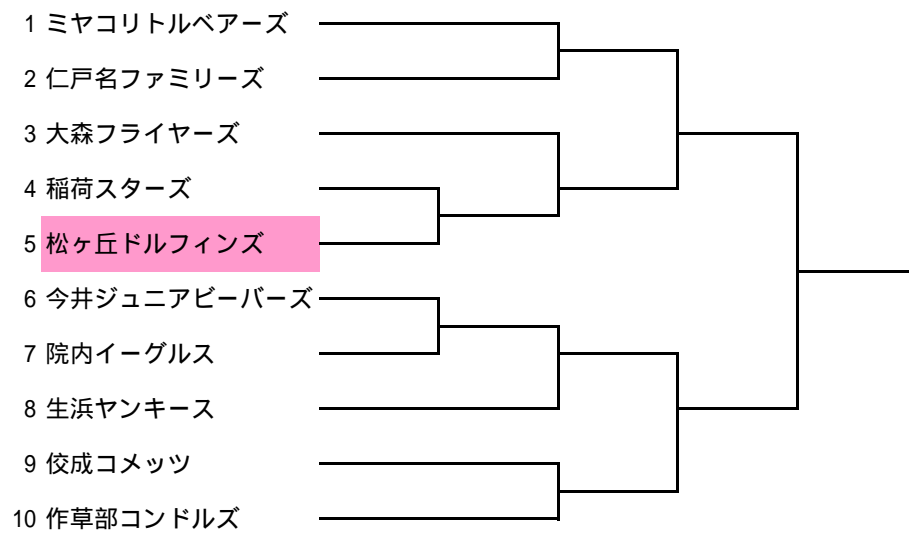 1 ミヤコリトルベアーズ
2 仁戸名ファミリーズ
3 大森フライヤーズ
4 稲荷スターズ
5 松ヶ丘ドルフィンズ
6 今井ジュニアビーバーズ
7 院内イーグルス
8 生浜ヤンキース
9 佼成コメッツ
10 作草部コンドルズ